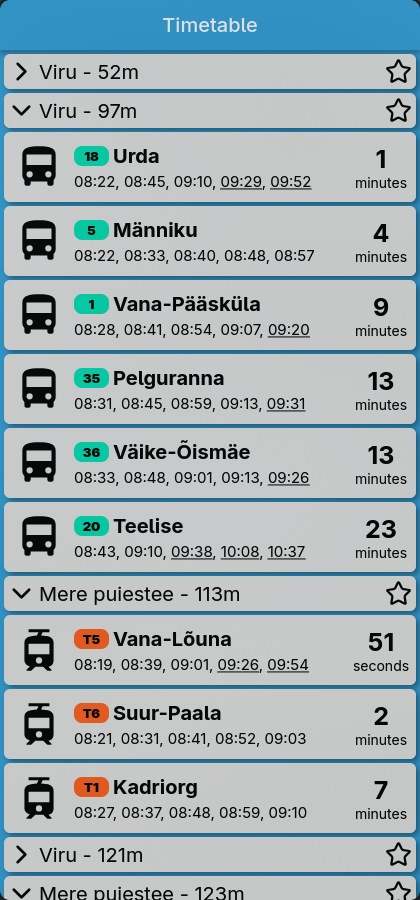 Timetable
Viru - 52m
Viru - 97m
18 Urda
1
08:22, 08:45, 09:10, 09:29, 09:52
minutes
5 Männiku
4
08:22, 08:33, 08:40, 08:48, 08:57
minutes
1 Vana-Pääsküla
9
08:28, 08:41, 08:54, 09:07, 09:20
minutes
35 Pelguranna
13
08:31, 08:45, 08:59, 09:13, 09:31
minutes
36 Väike-Õismäe
13
08:33, 08:48, 09:01, 09:13, 09:26
minutes
20 Teelise
23
08:43, 09:10, 09:38, 10:08, 10:37
minutes
Mere puiestee - 113m
T5 Vana-Lõuna
51
08:19, 08:39, 09:01, 09:26, 09:54
seconds
T6 Suur-Paala
2
08:21, 08:31, 08:41, 08:52, 09:03
minutes
T1 Kadriorg
7
08:27, 08:37, 08:48, 08:59, 09:10
minutes
Viru - 121m
Mere puiestee - 123m